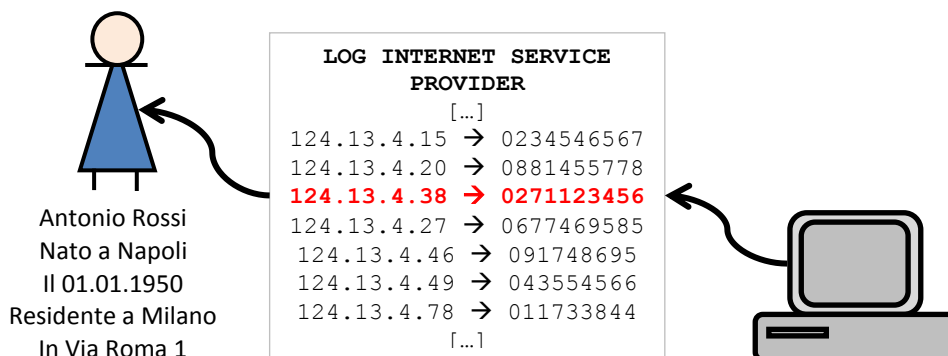 LOG INTERNET SERVICE
PROVIDER
[…]
124.13.4.15 → 0234546567
124.13.4.20 → 0881455778
124.13.4.38 → 0271123456
124.13.4.27 → 0677469585
124.13.4.46 → 091748695
124.13.4.49 → 043554566
124.13.4.78 → 011733844
[…]
Antonio Rossi
Nato a Napoli
Il 01.01.1950
Residente a Milano
In Via Roma 1